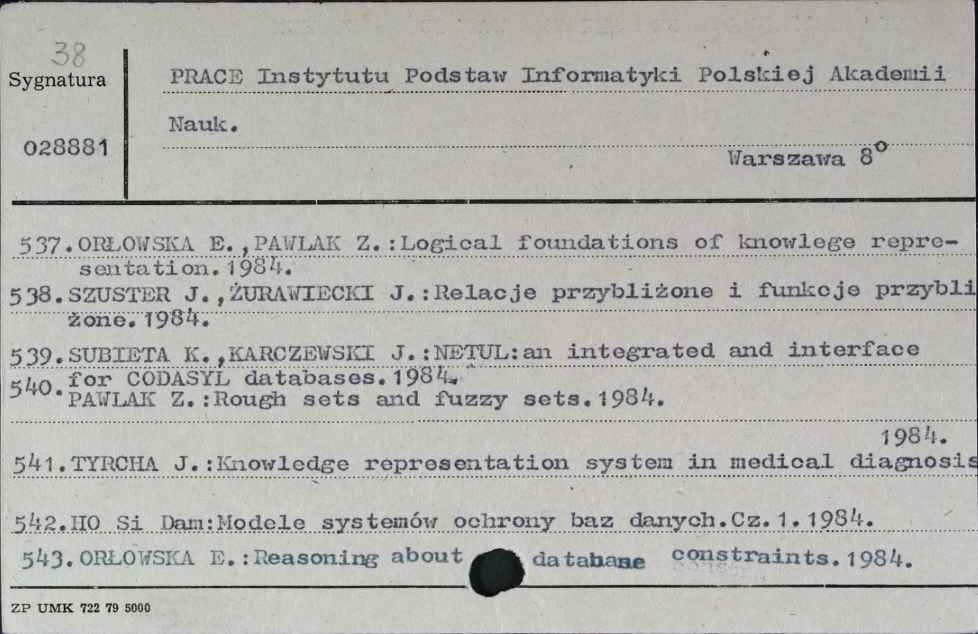 38
Sygnatura
028881
PRACE Instytutu Podstaw Informatyki Polskiej Akademii
Nauk.
Warszawa 8°
537.ORŁOWSKA E.,PAWLAK Z.:Logical foundations of knowlege repre-
sentation.1984.
538.SZUSTER J.,ŻURAWIECKI J.:Relacje przybliżone i funkcje przybli
żone.1984.
539.SUBIETA K.,KARCZEWSKI J.:NETUL:an integrated and interface
for CODASYL databases.1984.
540.PAWLAK Z.:Rough sets and fuzzy sets.1984.
1984.
541.TYRCHA J.:Knowledge representation system in medical diagnosis
542.HO Si Dam:Modele systemów ochrony baz danych.Cz.1.1984.
543.ORŁOWSKA E.:Reasoning about database constraints.1984.
ZP UMK 722 79 5000